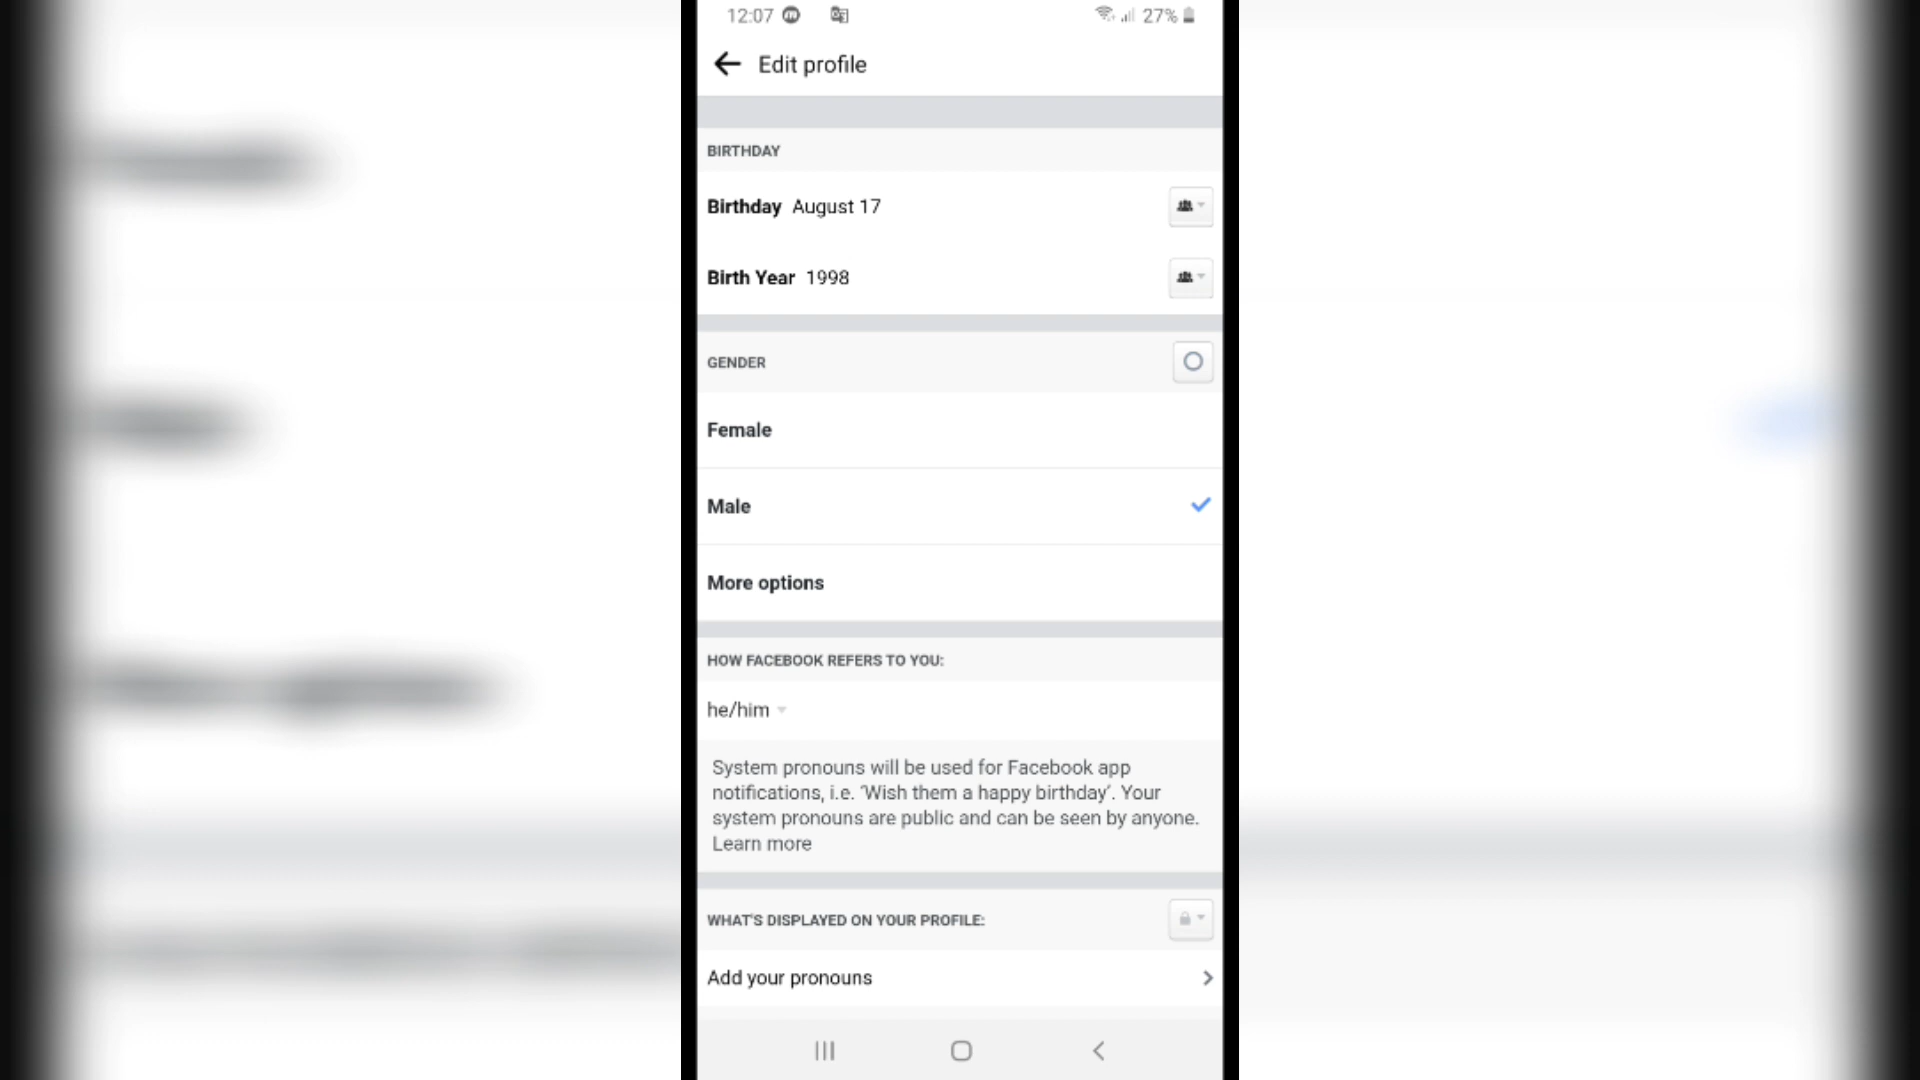 12:07
27%
Edit profile
BIRTHDAY
Birthday August 17
Birth Year 1998
GENDER
Female
Male
More options
HOW FACEBOOK REFERS TO YOU:
he/him
System pronouns will be used for Facebook app
notifications, i.e. 'Wish them a happy birthday'. Your
system pronouns are public and can be seen by anyone.
Learn more
WHAT'S DISPLAYED ON YOUR PROFILE:
Add your pronouns